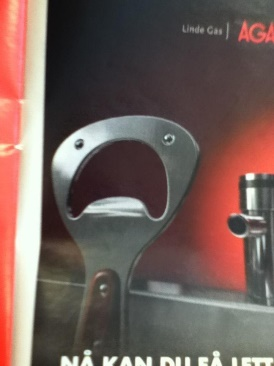 Linde Gas | AGA
NÅ KAN DU FÅ LETT